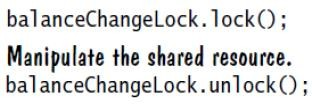 balanceChangeLock.lock();
Manipulate the shared resource.
balanceChangeLock.unlock();